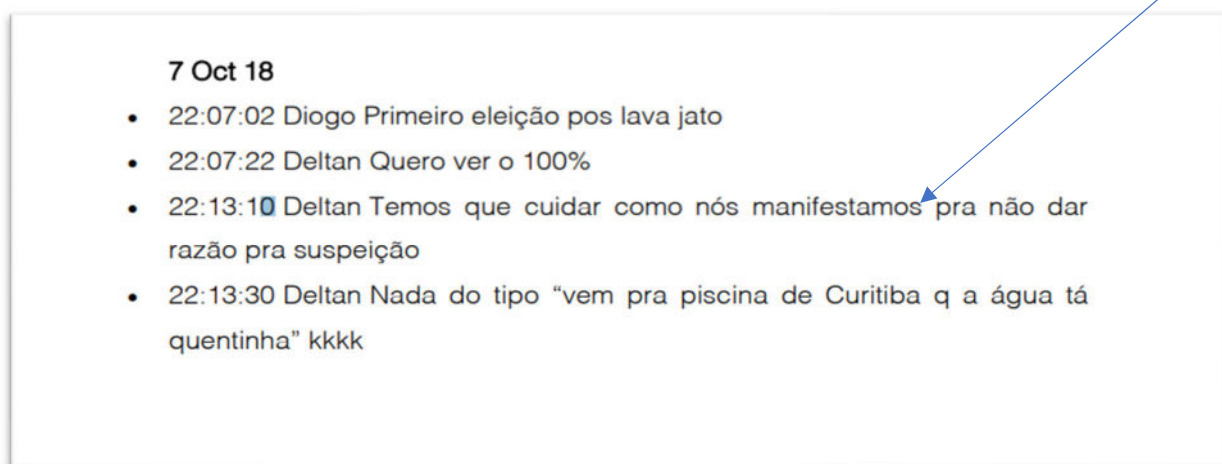 7 Oct 18
• 22:07:02 Diogo Primeiro eleição pos lava jato
• 22:07:22 Deltan Quero ver o 100%
• 22:13:10 Deltan Temos que cuidar como nós manifestamos pra não dar
razão pra suspeição
• 22:13:30 Deltan Nada do tipo “vem pra piscina de Curitiba q a água tá
quentinha” kkkk